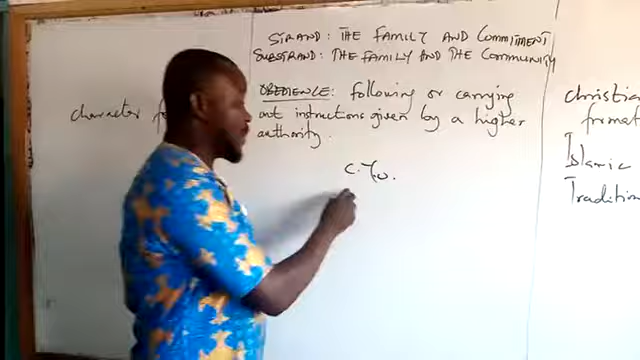 STRAND: THE FAMILY AND COMMITMENT
SUBSTRAND: THE FAMILY AND THE COMMUNITY
OBEDIENCE: following or carrying
out instructions given by a higher
authority.
character
Christian
format
Islamic
Tradition